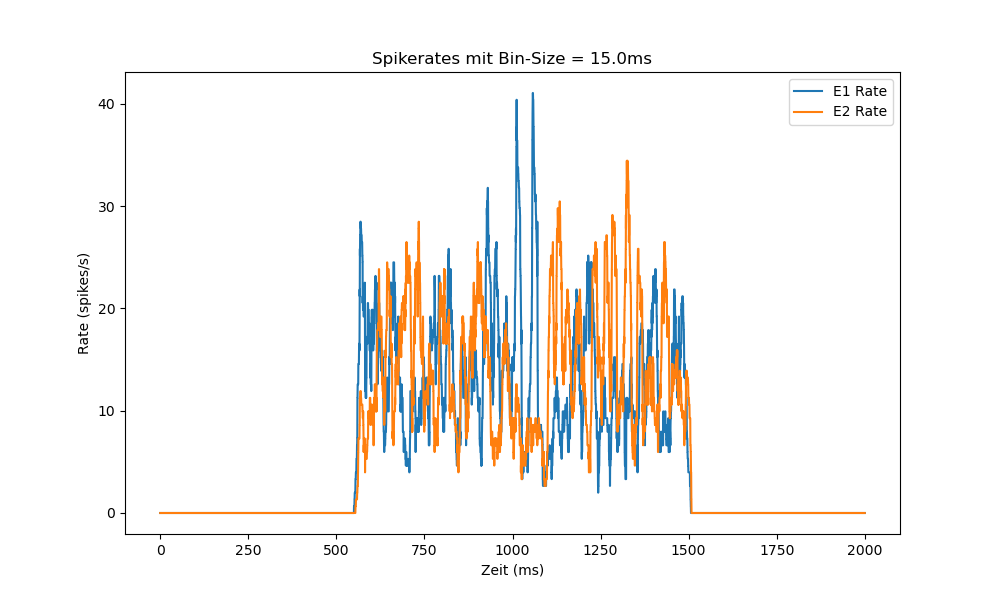 Spikerates mit Bin-Size = 15.0ms
E1 Rate
E2 Rate
40
30
20
10
0
Rate (spikes/s)
0 250 500 750 1000 1250 1500 1750 2000
Zeit (ms)